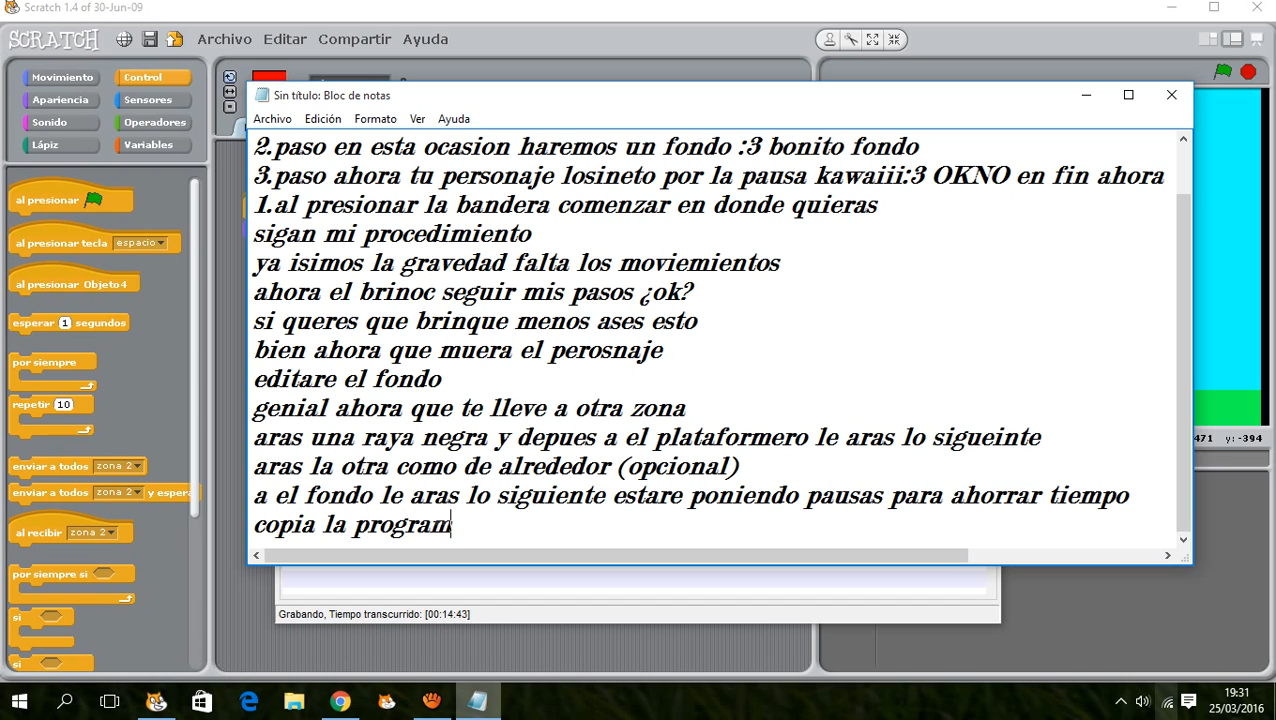 Scratch 1.4 of 30-Jun-09
SCRATCH
Archivo Editar Compartir Ayuda
Movimiento Control
Apariencia Sensores
Sonido Operadores
Lápiz Variables
al presionar
al presionar tecla espacio
al presionar Objeto4
esperar 1 segundos
por siempre
repetir 10
enviar a todos zona 2
enviar a todos zona 2 y espera
al recibir zona 2
por siempre si
si
si
Sin título: Bloc de notas
Archivo Edición Formato Ver Ayuda
2.paso en esta ocasion haremos un fondo :3 bonito fondo
3.paso ahora tu personaje losineto por la pausa kawaiii:3 OKNO en fin ahora
1.al presionar la bandera comenzar en donde quieras
sigan mi procedimiento
ya isimos la gravedad falta los moviemientos
ahora el brinoc seguir mis pasos ¿ok?
si queres que brinque menos ases esto
bien ahora que muera el perosnaje
editare el fondo
genial ahora que te lleve a otra zona
aras una raya negra y depues a el plataformero le aras lo sigueinte
aras la otra como de alrededor (opcional)
a el fondo le aras lo siguiente estare poniendo pausas para ahorrar tiempo
copia la program
Grabando, Tiempo transcurrido: [00:14:43]
471 y: -394
19:31
25/03/2016